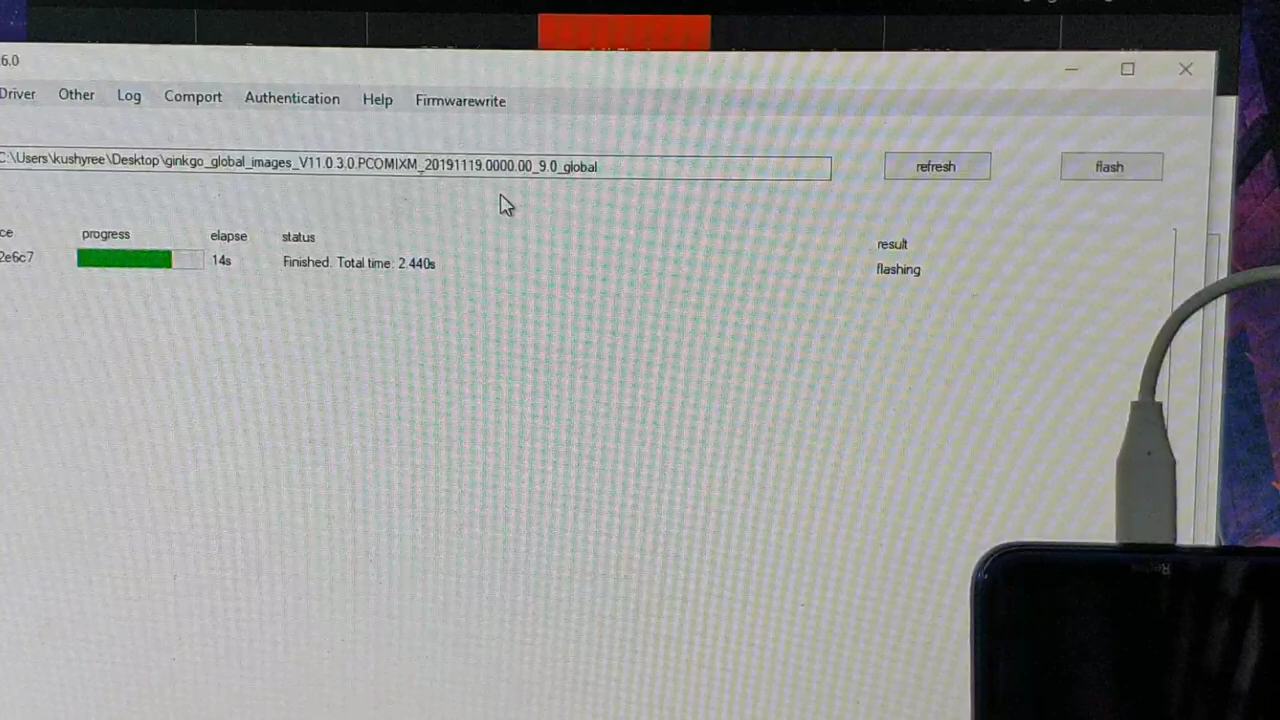 6.0
Driver Other Log Comport Authentication Help Firmwarewrite
C:\Users\kushyree\Desktop\ginkgo_global_images_V11.0.3.0.PCOMIXM_20191119.0000.00_9.0_global
refresh
flash
ce progress elapse status result
2e6c7 14s Finished. Total time: 2.440s flashing
Redmi